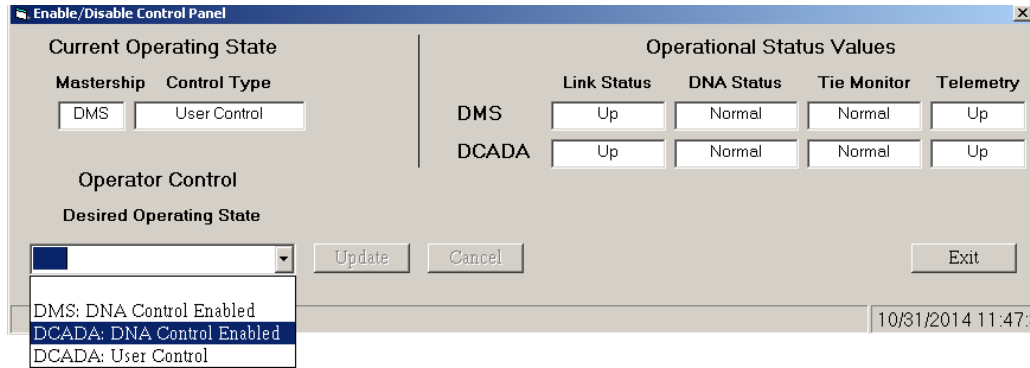 Enable/Disable Control Panel
Current Operating State
Mastership Control Type
DMS User Control
Operational Status Values
Link Status DNA Status Tie Monitor Telemetry
DMS Up Normal Normal Up
DCADA Up Normal Normal Up
Operator Control
Desired Operating State
Update Cancel Exit
DMS: DNA Control Enabled
DCADA: DNA Control Enabled
DCADA: User Control
10/31/2014 11:47: